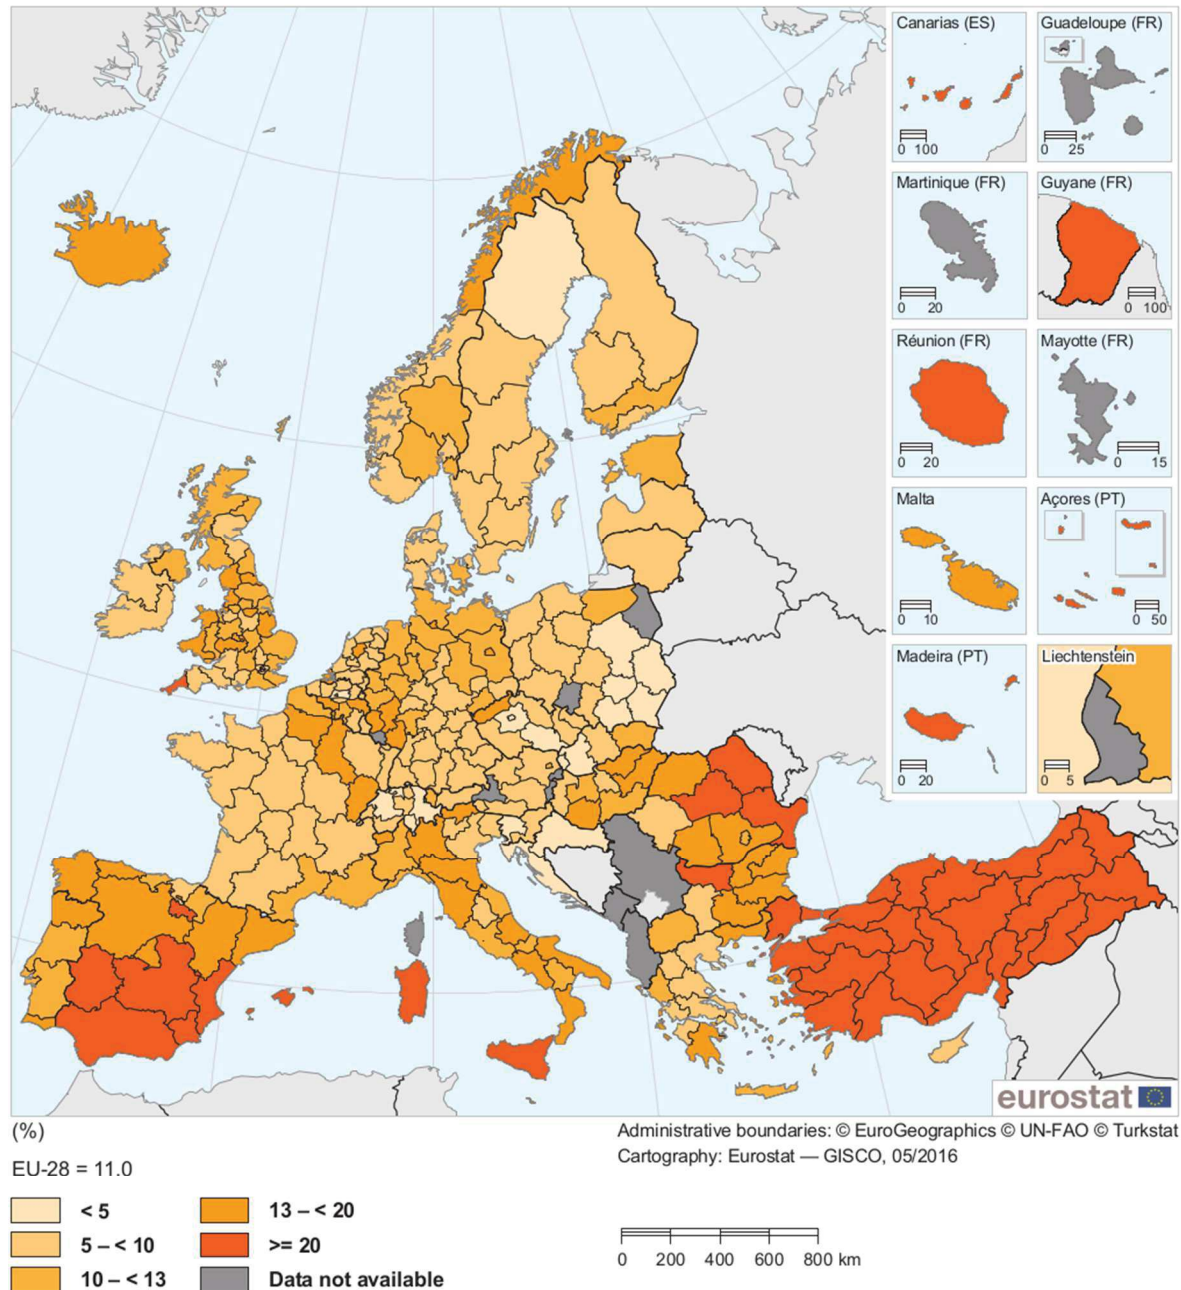 Canarias (ES)
0 100
Guadeloupe (FR)
0 25
Martinique (FR)
0 20
Guyane (FR)
0 100
Réunion (FR)
0 20
Mayotte (FR)
0 15
Malta
0 10
Açores (PT)
0 50
Madeira (PT)
0 20
Liechtenstein
0 5
eurostat
(%)
Administrative boundaries: © EuroGeographics © UN-FAO © Turkstat
Cartography: Eurostat — GISCO, 05/2016
EU-28 = 11.0
< 5
5 – < 10
10 – < 13
13 – < 20
>= 20
Data not available
0 200 400 600 800 km